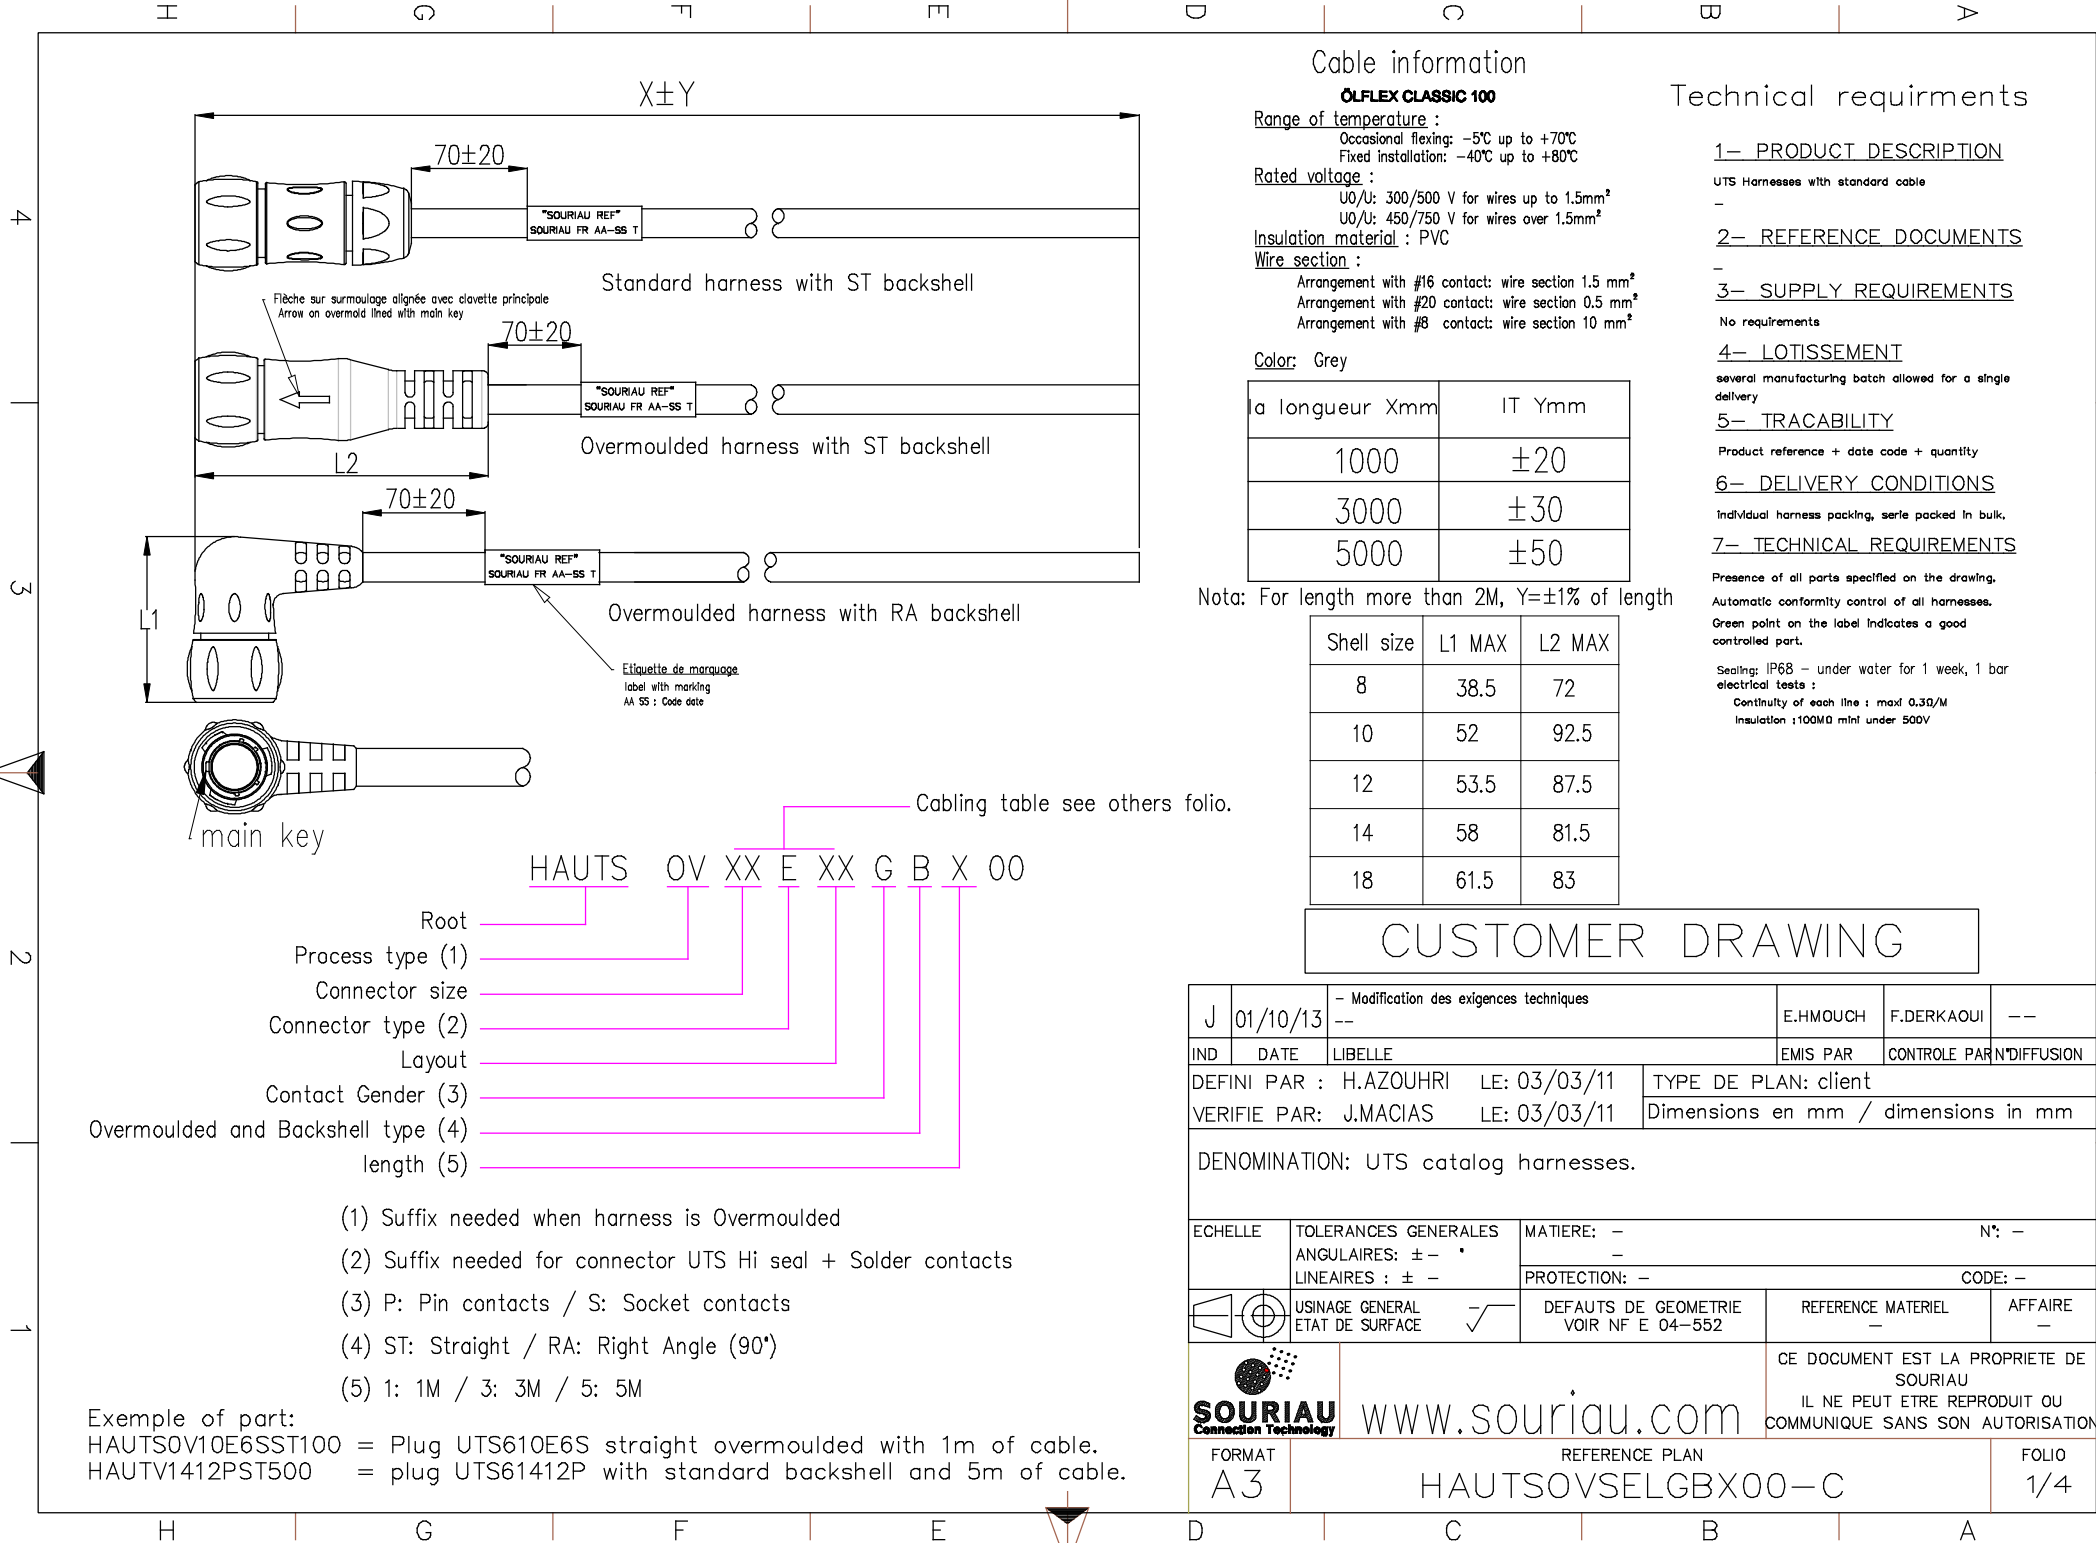 H G F E D C B A
X±Y
70±20
"SOURIAU REF"
SOURIAU FR AA-SS T
Standard harness with ST backshell
Flèche sur surmoulage alignée avec clavette principale
Arrow on overmold lined with main key
70±20
"SOURIAU REF"
SOURIAU FR AA-SS T
Overmoulded harness with ST backshell
L2
70±20
"SOURIAU REF"
SOURIAU FR AA-SS T
Overmoulded harness with RA backshell
L1
Etiquette de marquage
label with marking
AA SS : Code date
main key
4
3
2
1
Cable information
ÖLFLEX CLASSIC 100
Range of temperature :
Occasional flexing: -5°C up to +70°C
Fixed installation: -40°C up to +80°C
Rated voltage :
U0/U: 300/500 V for wires up to 1.5mm²
U0/U: 450/750 V for wires over 1.5mm²
Insulation material : PVC
Wire section :
Arrangement with #16 contact: wire section 1.5 mm²
Arrangement with #20 contact: wire section 0.5 mm²
Arrangement with #8 contact: wire section 10 mm²
Color: Grey
la longueur Xmm IT Ymm
1000 ±20
3000 ±30
5000 ±50
Nota: For length more than 2M, Y=±1% of length
Shell size L1 MAX L2 MAX
8 38.5 72
10 52 92.5
12 53.5 87.5
14 58 81.5
18 61.5 83
Technical requirments
1- PRODUCT DESCRIPTION
UTS Harnesses with standard cable
-
2- REFERENCE DOCUMENTS
-
3- SUPPLY REQUIREMENTS
No requirements
4- LOTISSEMENT
several manufacturing batch allowed for a single
delivery
5- TRACABILITY
Product reference + date code + quantity
6- DELIVERY CONDITIONS
individual harness packing, serie packed in bulk.
7- TECHNICAL REQUIREMENTS
Presence of all parts specified on the drawing.
Automatic conformity control of all harnesses.
Green point on the label indicates a good
controlled part.
Sealing: IP68 - under water for 1 week, 1 bar
electrical tests :
Continuity of each line : maxi 0.3Ω/M
Insulation :100MΩ mini under 500V
Cabling table see others folio.
HAUTS OV XX E XX G B X 00
Root
Process type (1)
Connector size
Connector type (2)
Layout
Contact Gender (3)
Overmoulded and Backshell type (4)
length (5)
(1) Suffix needed when harness is Overmoulded
(2) Suffix needed for connector UTS Hi seal + Solder contacts
(3) P: Pin contacts / S: Socket contacts
(4) ST: Straight / RA: Right Angle (90°)
(5) 1: 1M / 3: 3M / 5: 5M
Exemple of part:
HAUTSOV10E6SST100 = Plug UTS610E6S straight overmoulded with 1m of cable.
HAUTV1412PST500 = plug UTS61412P with standard backshell and 5m of cable.
CUSTOMER DRAWING
J 01/10/13 - Modification des exigences techniques
-- E.HMOUCH F.DERKAOUI --
IND DATE LIBELLE EMIS PAR CONTROLE PAR N°DIFFUSION
DEFINI PAR : H.AZOUHRI LE: 03/03/11 TYPE DE PLAN: client
VERIFIE PAR: J.MACIAS LE: 03/03/11 Dimensions en mm / dimensions in mm
DENOMINATION: UTS catalog harnesses.
ECHELLE TOLERANCES GENERALES MATIERE: - N°: -
ANGULAIRES: ± - ° -
LINEAIRES : ± - PROTECTION: - CODE: -
USINAGE GENERAL
ETAT DE SURFACE
-
DEFAUTS DE GEOMETRIE
VOIR NF E 04-552
REFERENCE MATERIEL
-
AFFAIRE
-
SOURIAU
Connection Technology
www.souriau.com
CE DOCUMENT EST LA PROPRIETE DE
SOURIAU
IL NE PEUT ETRE REPRODUIT OU
COMMUNIQUE SANS SON AUTORISATION
FORMAT
A3
REFERENCE PLAN
HAUTSOVSELGBX00-C
FOLIO
1/4
H G F E D C B A